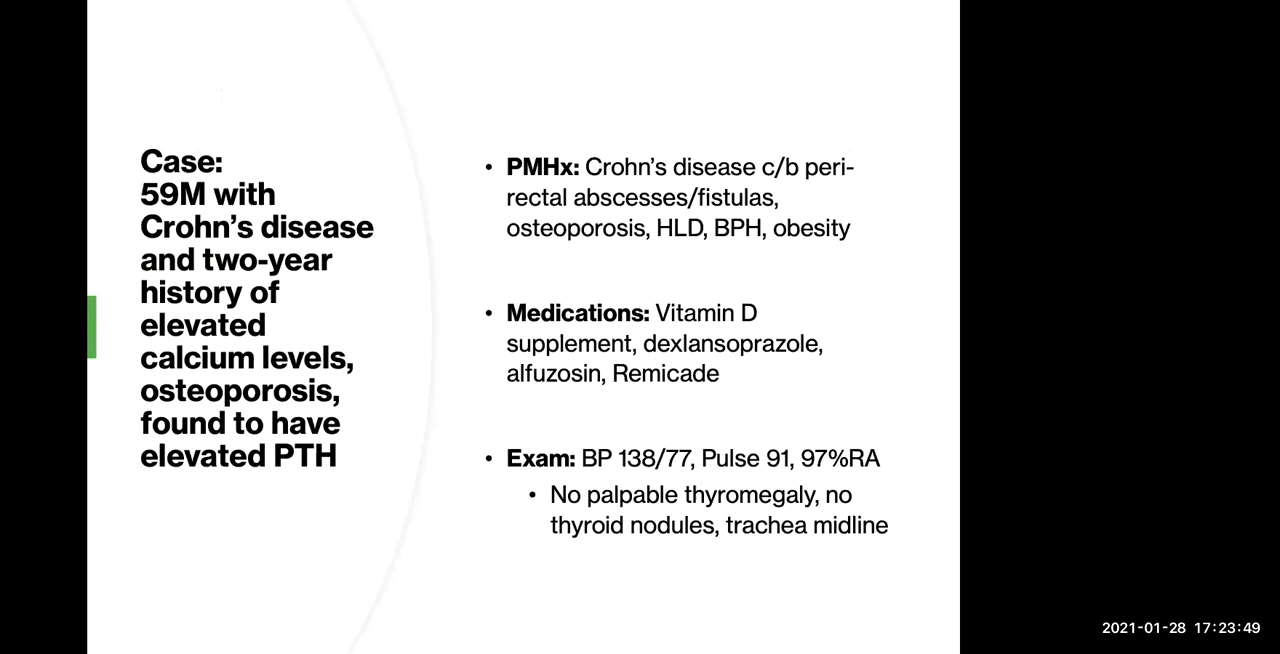 Case:
59M with
Crohn’s disease
and two-year
history of
elevated
calcium levels,
osteoporosis,
found to have
elevated PTH
• PMHx: Crohn’s disease c/b peri-
rectal abscesses/fistulas,
osteoporosis, HLD, BPH, obesity
• Medications: Vitamin D
supplement, dexlansoprazole,
alfuzosin, Remicade
• Exam: BP 138/77, Pulse 91, 97%RA
• No palpable thyromegaly, no
thyroid nodules, trachea midline
2021-01-28 17:23:49